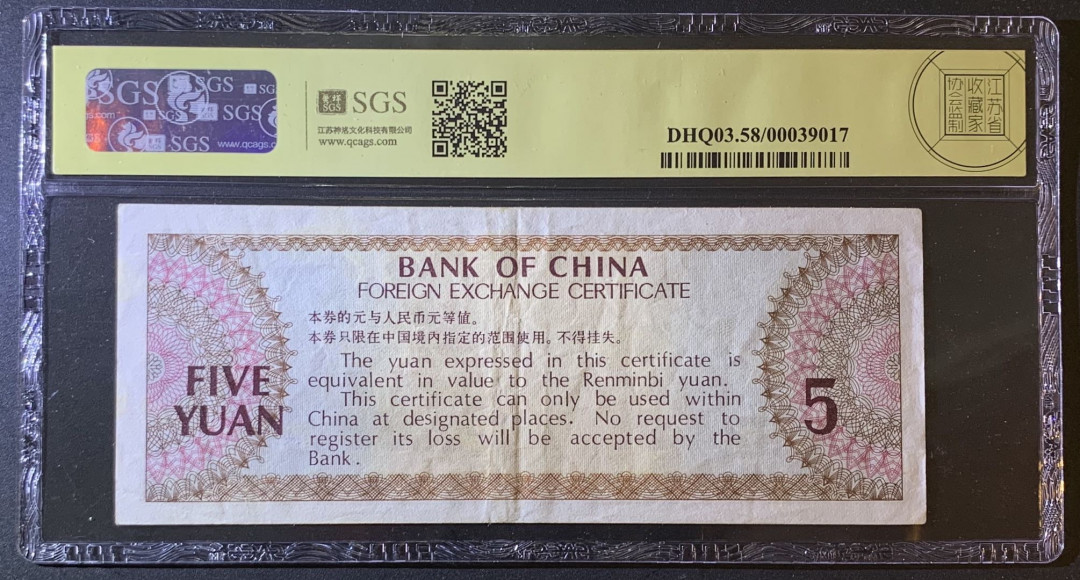 SGS
SGS
SGS
SGS
www.qcags.c
SGS
SGS
江苏神感文化科技有限公司
www.qcags.com
DHQ03.58/00039017
江苏省
收藏家
协会监制
BANK OF CHINA
FOREIGN EXCHANGE CERTIFICATE
本券的元与人民币元等值。
本券只限在中国境内指定的范围使用。不得挂失。
The yuan expressed in this certificate is
equivalent in value to the Renminbi yuan.
This certificate can only be used within
China at designated places. No request to
register its loss will be accepted by the
Bank.
FIVE
YUAN
5